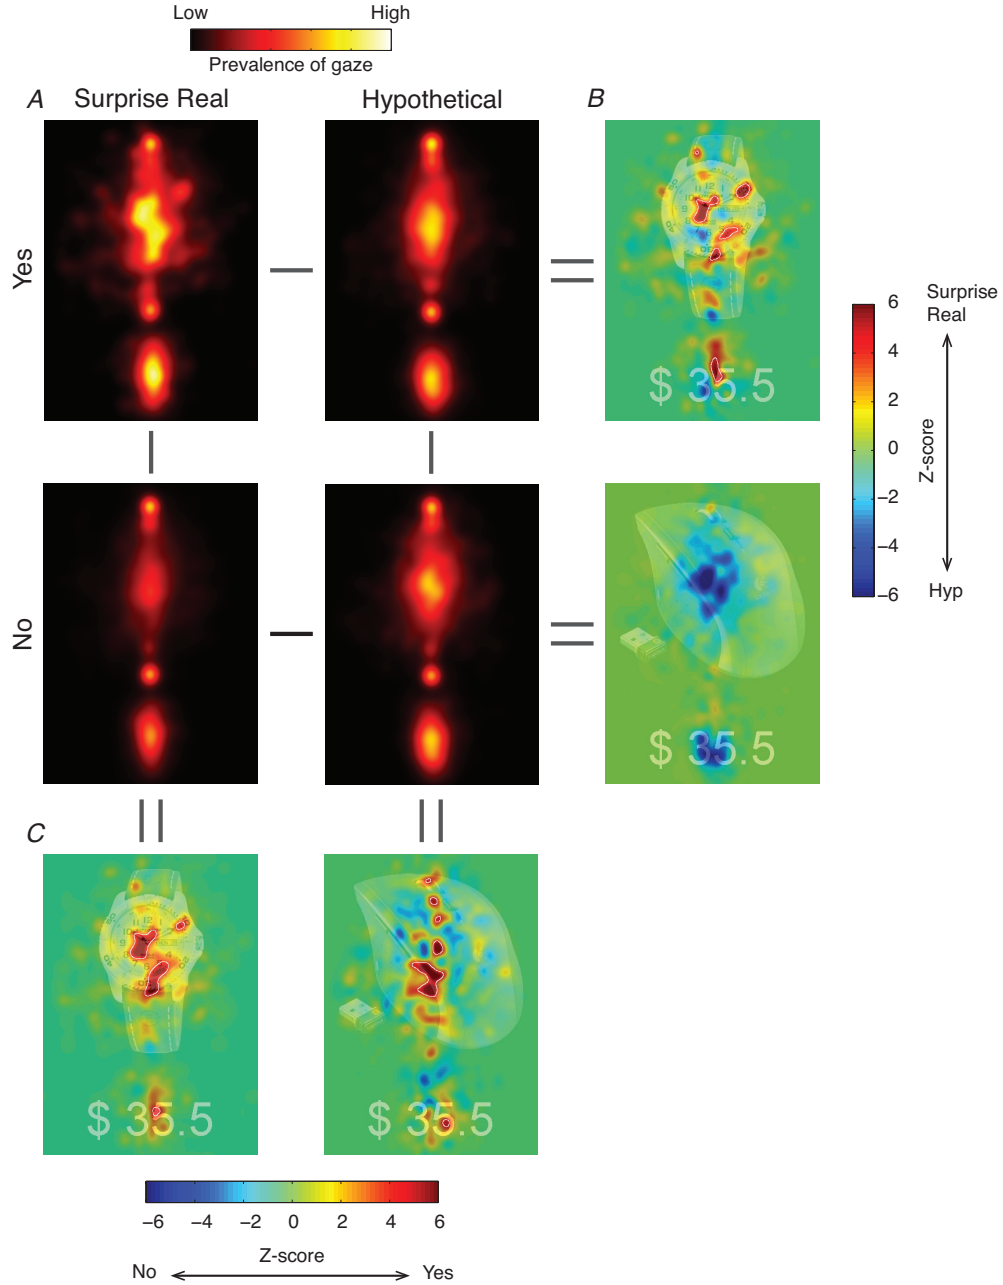 Low High
Prevalence of gaze
A Surprise Real Hypothetical B
Yes
$ 35.5
6
4
2
0
−2
−4
−6
Z-score
Surprise
Real
Hyp
No
$ 35.5
C
$ 35.5
$ 35.5
−6 −4 −2 0 2 4 6
Z-score
No Yes